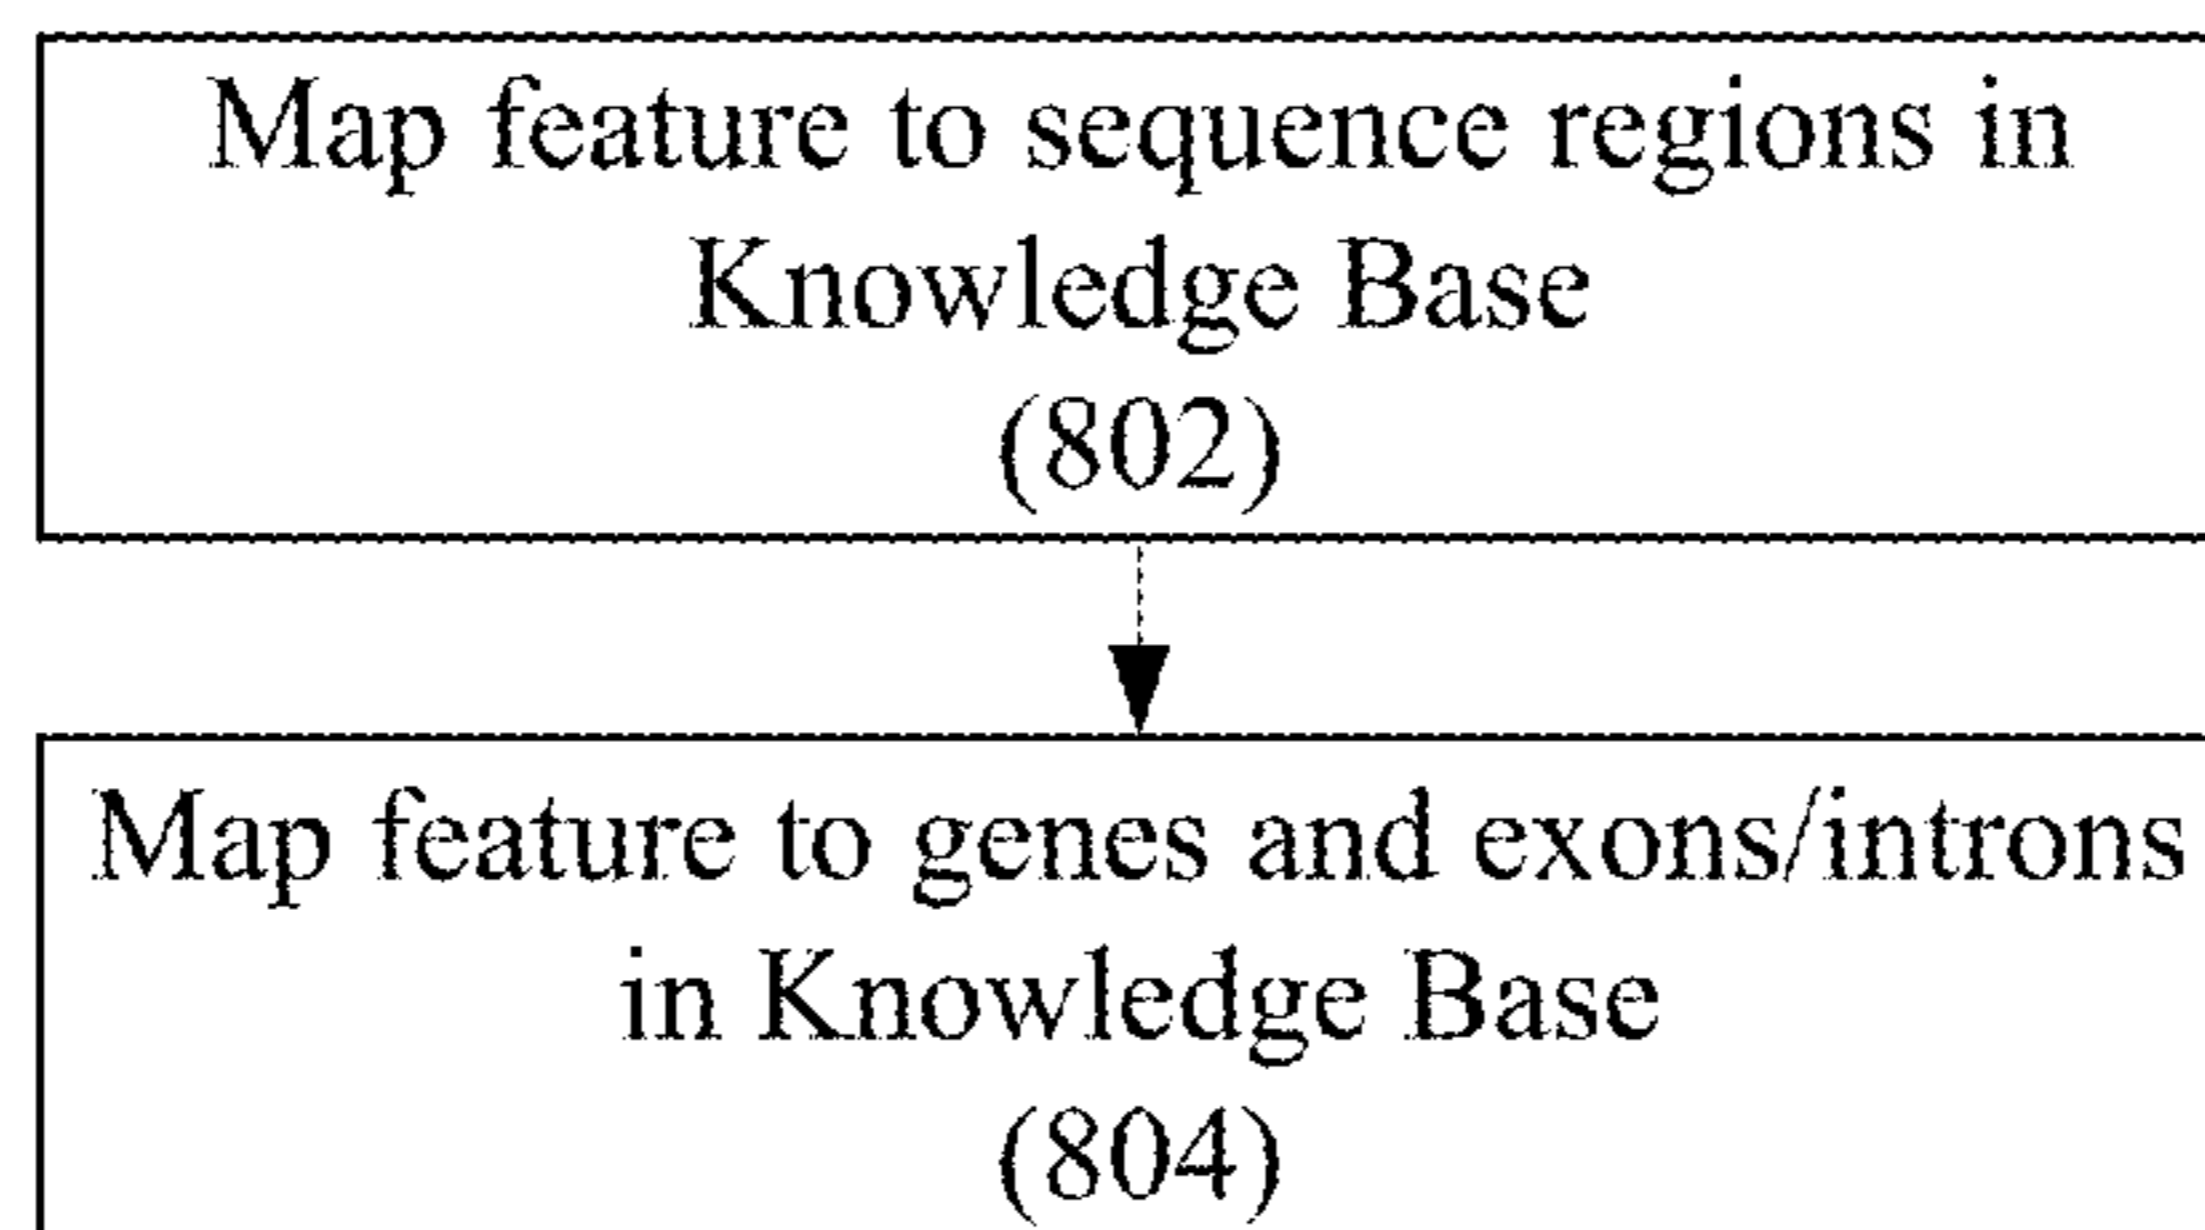 Map feature to sequence regions in
Knowledge Base
(802)
Map feature to genes and exons/introns
in Knowledge Base
(804)